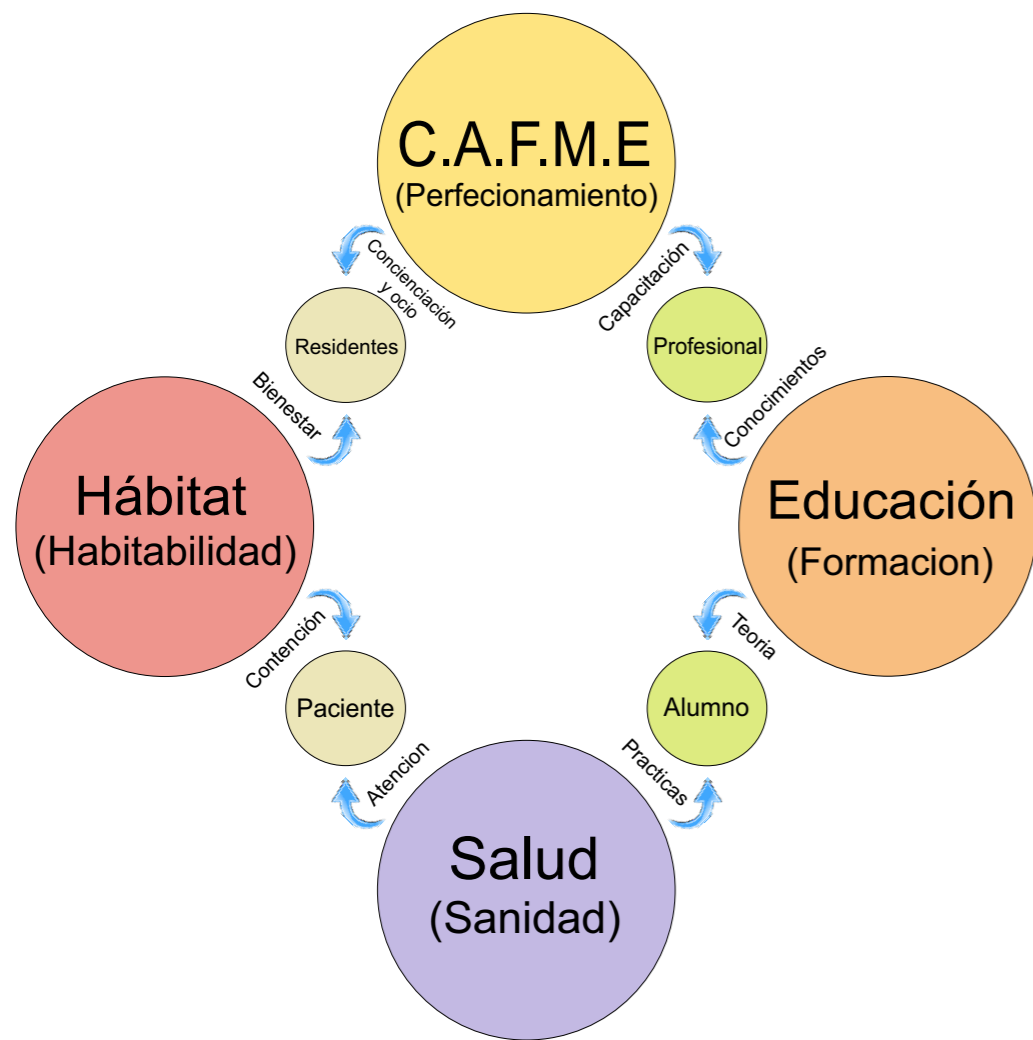 C.A.F.M.E
(Perfecionamiento)
Concienciación
y ocio
Capacitación
Residentes
Profesional
Bienestar
Conocimientos
Hábitat
(Habitabilidad)
Educación
(Formacion)
Contención
Teoria
Paciente
Alumno
Atencion
Practicas
Salud
(Sanidad)